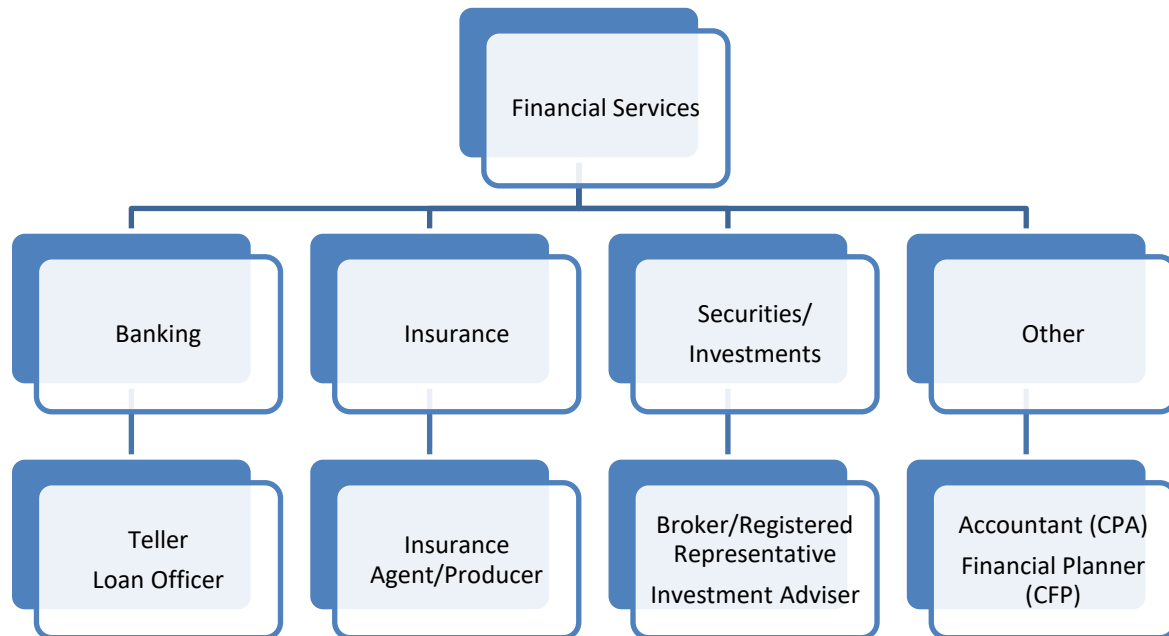 Financial Services
Banking
Insurance
Securities/
Investments
Other
Teller
Loan Officer
Insurance
Agent/Producer
Broker/Registered
Representative
Investment Adviser
Accountant (CPA)
Financial Planner
(CFP)